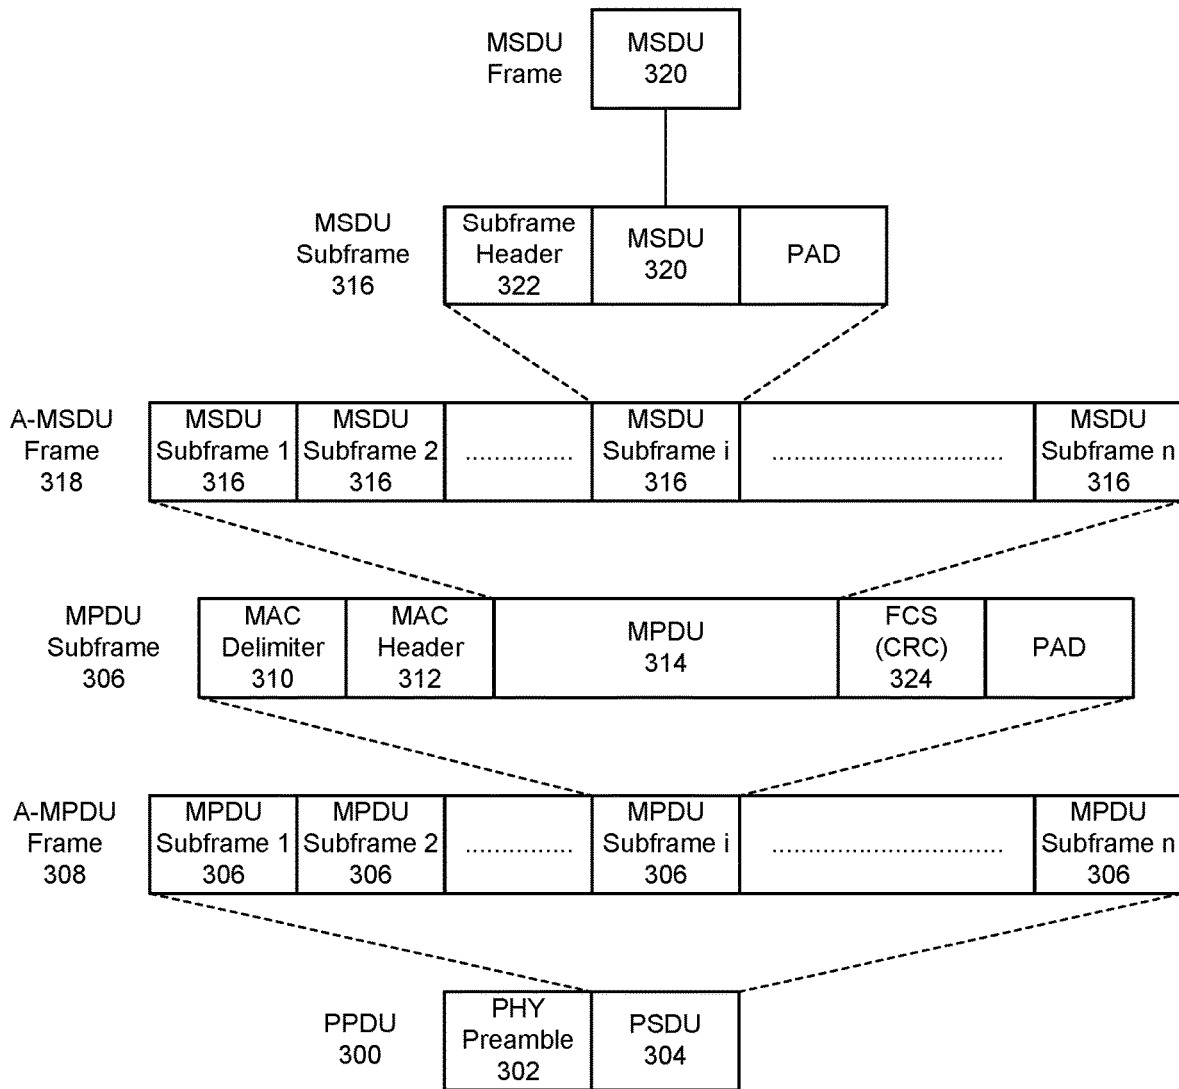 MSDU
Frame
MSDU
320
MSDU
Subframe
316
Subframe
Header
322
MSDU
320
PAD
A-MSDU
Frame
318
MSDU
Subframe 1
316
MSDU
Subframe 2
316
...............
MSDU
Subframe i
316
................................
MSDU
Subframe n
316
MPDU
Subframe
306
MAC
Delimiter
310
MAC
Header
312
MPDU
314
FCS
(CRC)
324
PAD
A-MPDU
Frame
308
MPDU
Subframe 1
306
MPDU
Subframe 2
306
...............
MPDU
Subframe i
306
................................
MPDU
Subframe n
306
PPDU
300
PHY
Preamble
302
PSDU
304